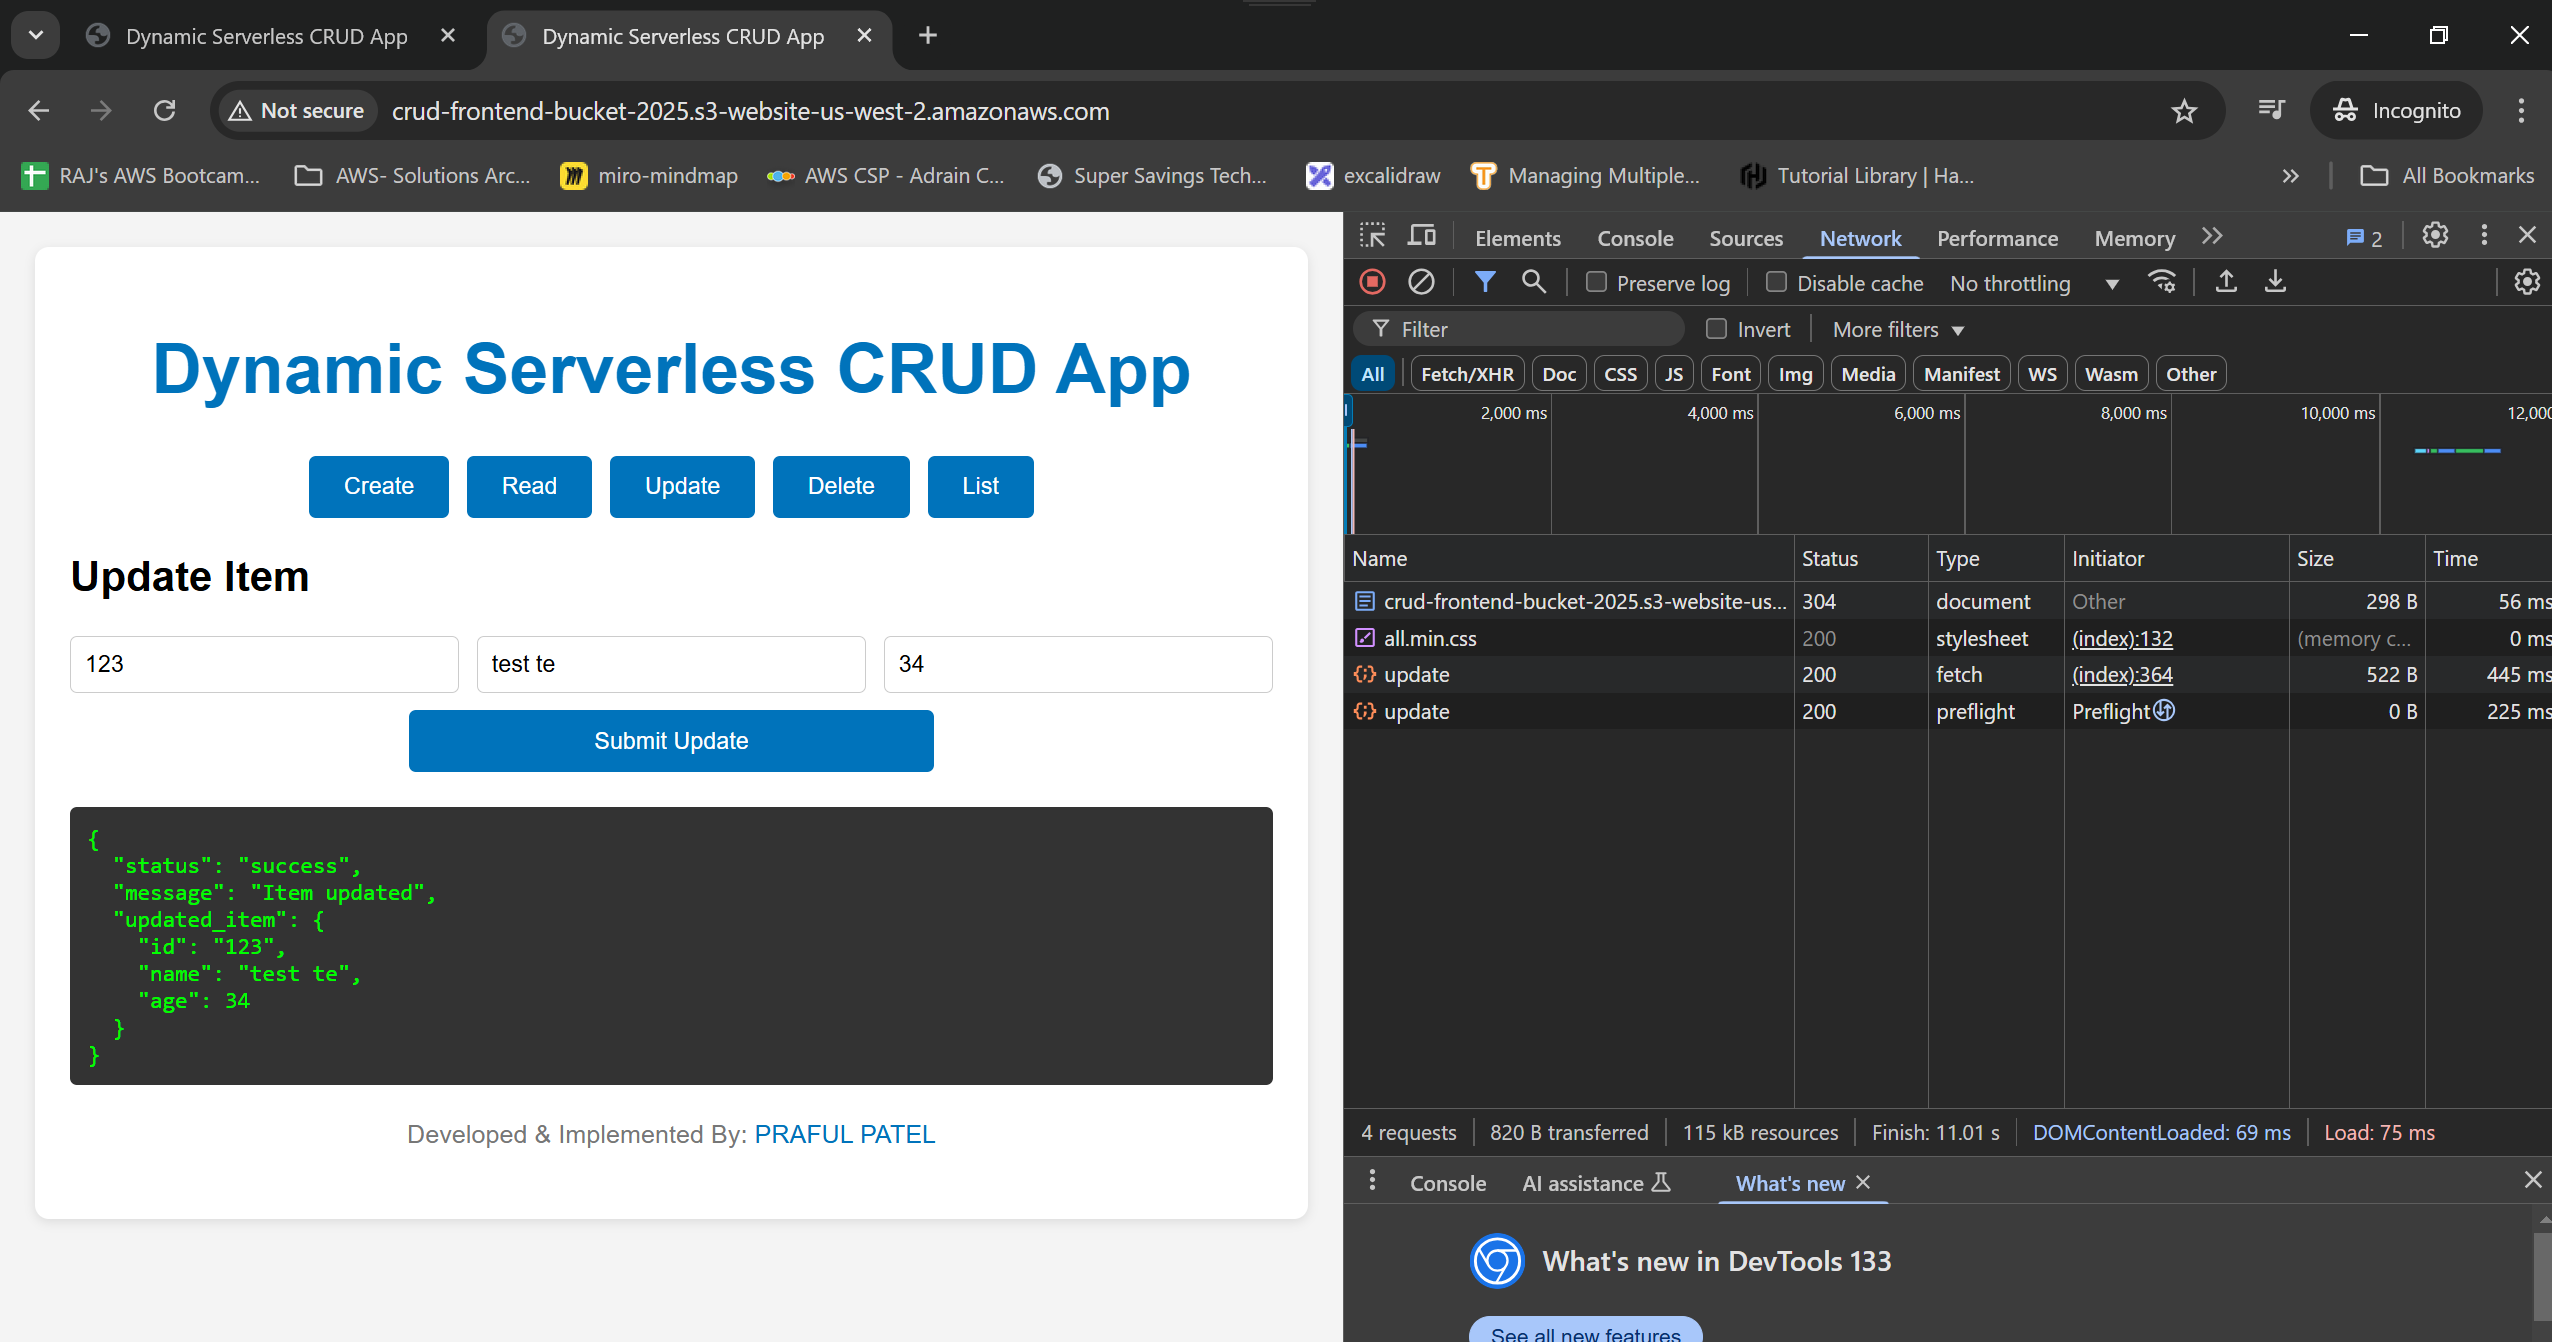 Dynamic Serverless CRUD App
Dynamic Serverless CRUD App
Not secure
crud-frontend-bucket-2025.s3-website-us-west-2.amazonaws.com
Incognito
RAJ's AWS Bootcam...
AWS- Solutions Arc...
miro-mindmap
AWS CSP - Adrain C...
Super Savings Tech...
excalidraw
Managing Multiple...
Tutorial Library | Ha...
All Bookmarks
Dynamic Serverless CRUD App
Create Read Update Delete List
Update Item
123 test te 34
Submit Update
{
"status": "success",
"message": "Item updated",
"updated_item": {
"id": "123",
"name": "test te",
"age": 34
}
}
Developed & Implemented By: PRAFUL PATEL
Elements Console Sources Network Performance Memory 2
Preserve log Disable cache No throttling
Filter Invert More filters
All Fetch/XHR Doc CSS JS Font Img Media Manifest WS Wasm Other
2,000 ms 4,000 ms 6,000 ms 8,000 ms 10,000 ms 12,000
Name Status Type Initiator Size Time
crud-frontend-bucket-2025.s3-website-us... 304 document Other 298 B 56 ms
all.min.css 200 stylesheet (index):132 (memory c... 0 ms
update 200 fetch (index):364 522 B 445 ms
update 200 preflight Preflight 0 B 225 ms
4 requests 820 B transferred 115 kB resources Finish: 11.01 s DOMContentLoaded: 69 ms Load: 75 ms
Console AI assistance What's new
What's new in DevTools 133
See all new features